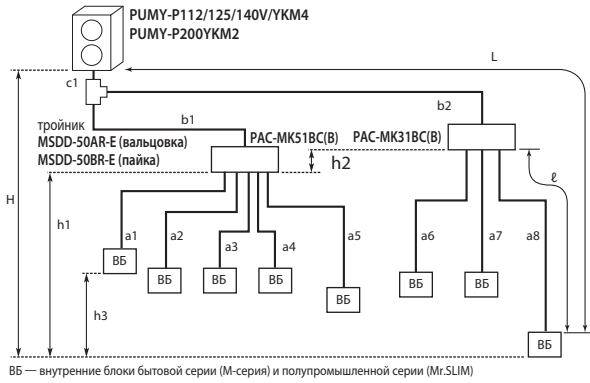 PUMY-P112/125/140V/YKM4
PUMY-P200YKM2
c1
L
b1
b2
тройник
MSDD-50AR-E (вальцовка)
MSDD-50BR-E (пайка)
PAC-MK51BC(B)
PAC-MK31BC(B)
h2
H
h1
ℓ
a1
a2
a3
a4
a5
a6
a7
a8
ВБ
ВБ
ВБ
ВБ
ВБ
ВБ
ВБ
ВБ
h3
ВБ — внутренние блоки бытовой серии (М-серия) и полупромышленной серии (Mr.SLIM)